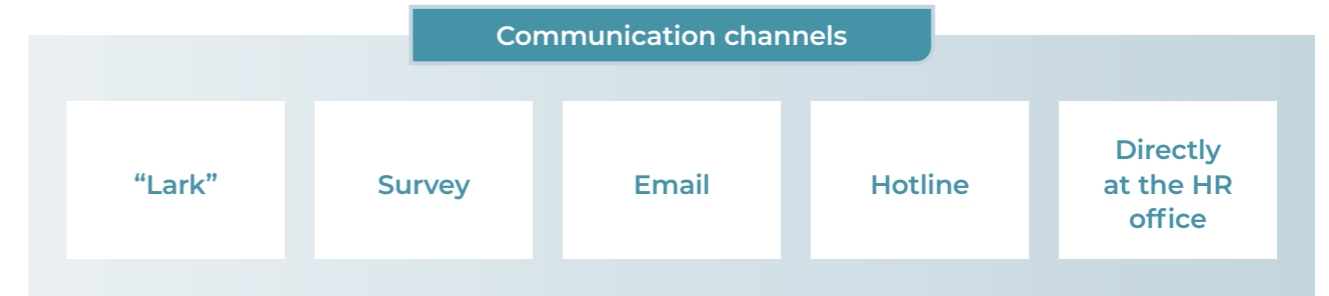 Communication channels
“Lark”
Survey
Email
Hotline
Directly
at the HR
office